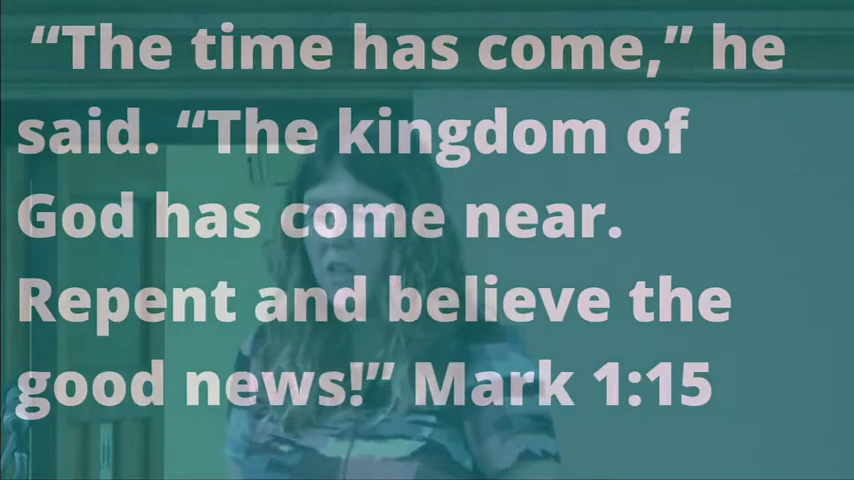 “The time has come,” he
said. “The kingdom of
God has come near.
Repent and believe the
good news!” Mark 1:15